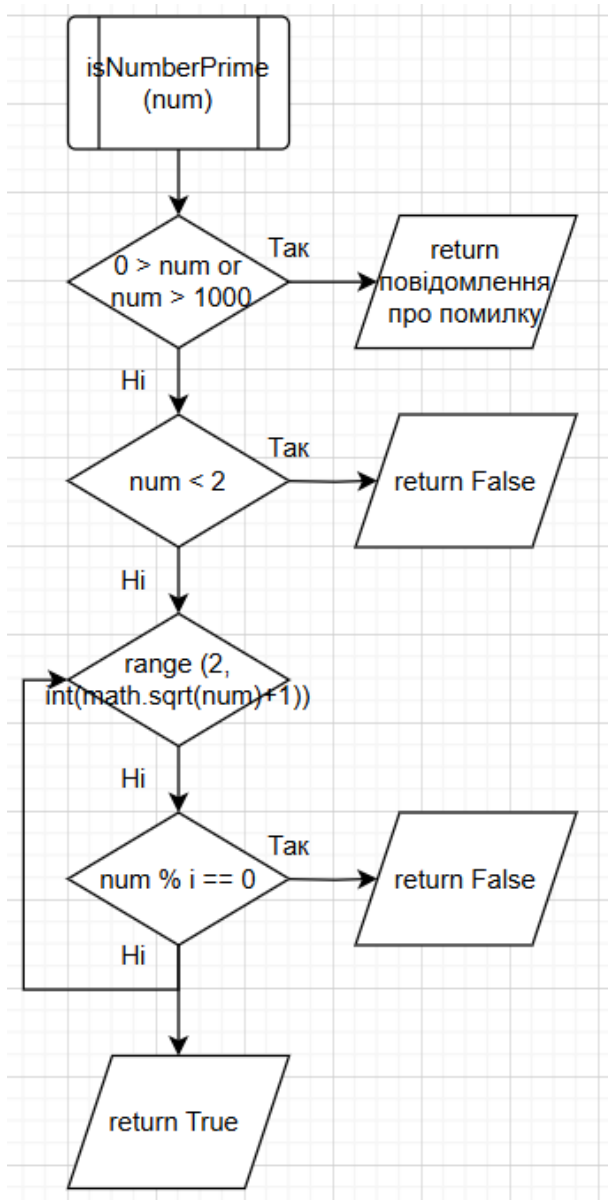 isNumberPrime
(num)
0 > num or
num > 1000
Так
return
повідомлення
про помилку
Ні
num < 2
Так
return False
Ні
range (2,
int(math.sqrt(num)+1))
Ні
num % i == 0
Так
return False
Ні
return True